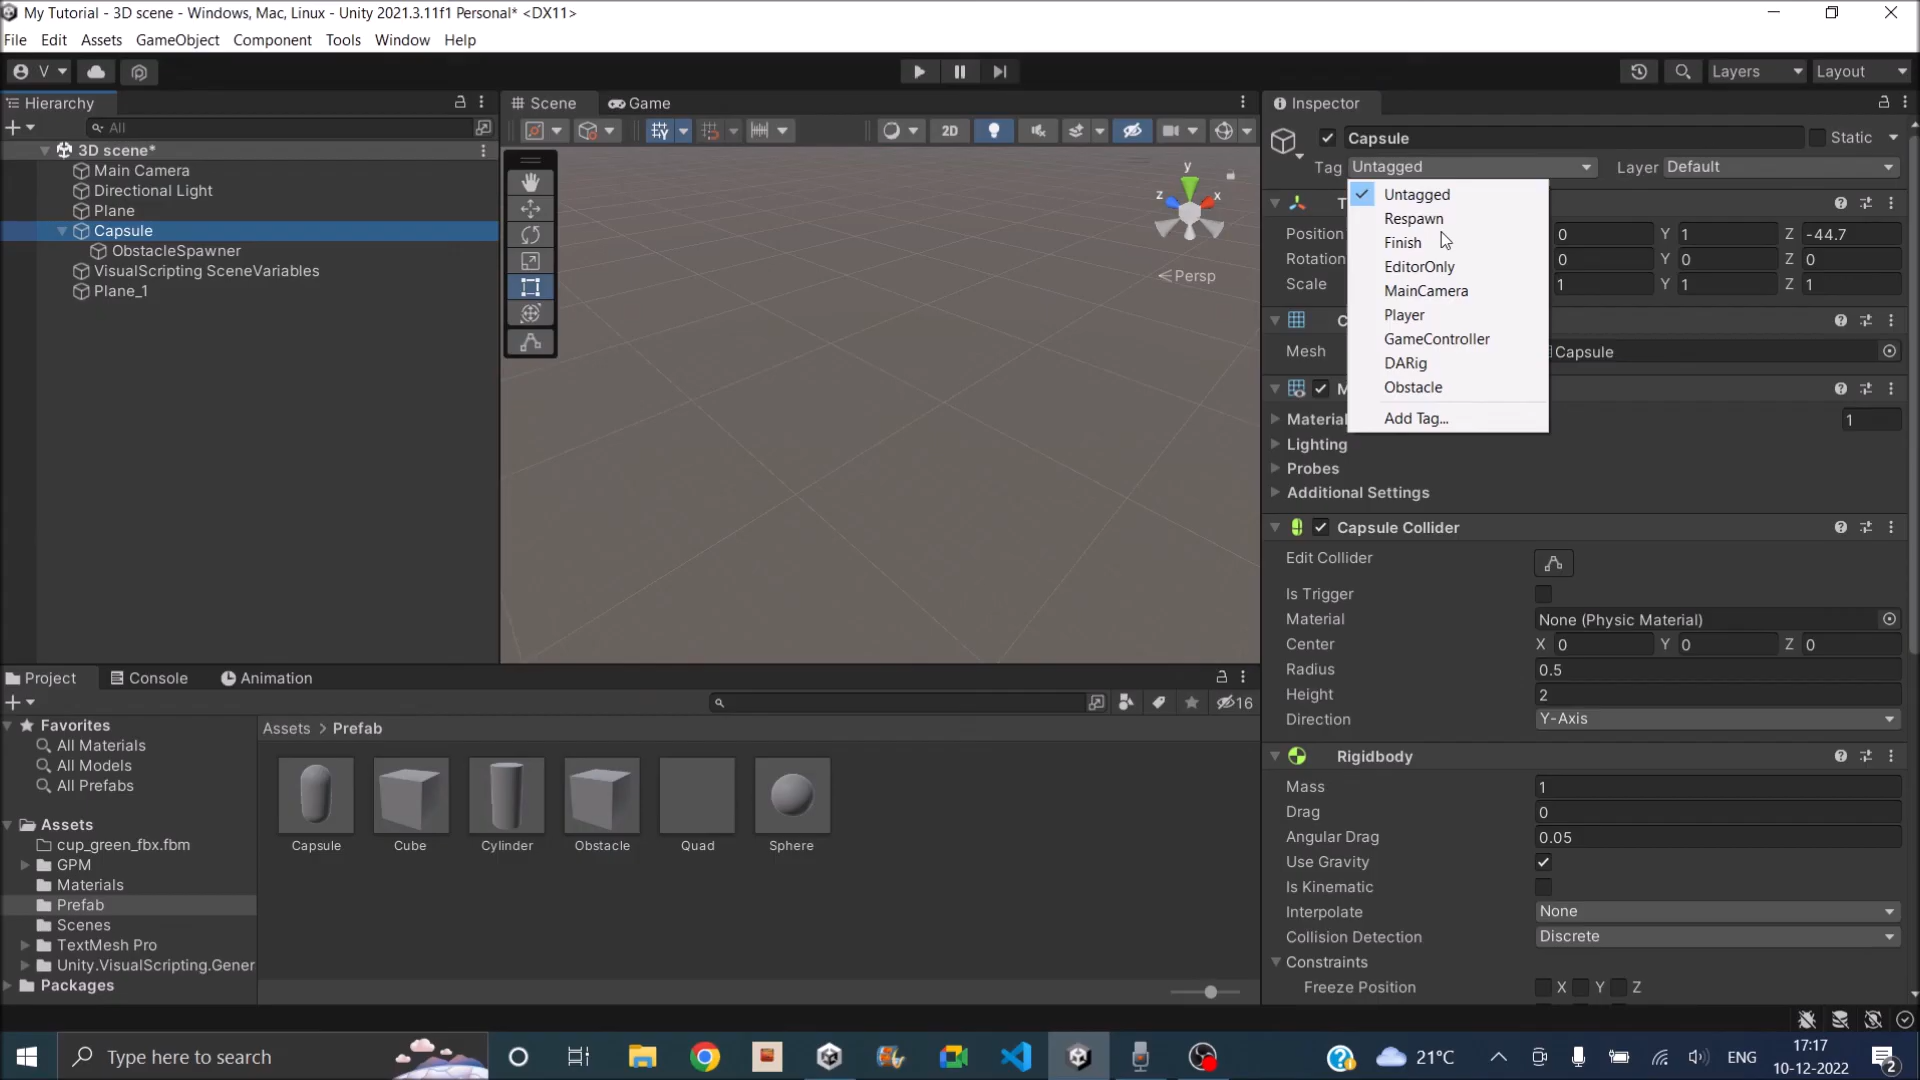 My Tutorial - 3D scene - Windows, Mac, Linux - Unity 2021.3.11f1 Personal* <DX11>
File Edit Assets GameObject Component Tools Window Help
V Layers Layout
Hierarchy
All
3D scene*
Main Camera
Directional Light
Plane
Capsule
ObstacleSpawner
VisualScripting SceneVariables
Plane_1
Scene Game
2D
y
z x
Persp
Inspector
Capsule Static
Tag Untagged Layer Default
Untagged
Respawn
Finish
EditorOnly
MainCamera
Player
GameController
DARig
Obstacle
Add Tag...
T
Position 0 Y 1 Z -44.7
Rotation 0 Y 0 Z 0
Scale 1 Y 1 Z 1
C
Mesh Capsule
M
Material 1
Lighting
Probes
Additional Settings
Capsule Collider
Edit Collider
Is Trigger
Material None (Physic Material)
Center X 0 Y 0 Z 0
Radius 0.5
Height 2
Direction Y-Axis
Rigidbody
Mass 1
Drag 0
Angular Drag 0.05
Use Gravity
Is Kinematic
Interpolate None
Collision Detection Discrete
Constraints
Freeze Position X Y Z
Project Console Animation
16
Favorites
All Materials
All Models
All Prefabs
Assets
cup_green_fbx.fbm
GPM
Materials
Prefab
Scenes
TextMesh Pro
Unity.VisualScripting.Gener
Packages
Assets > Prefab
Capsule Cube Cylinder Obstacle Quad Sphere
Type here to search
21°C ENG 17:17
10-12-2022
2